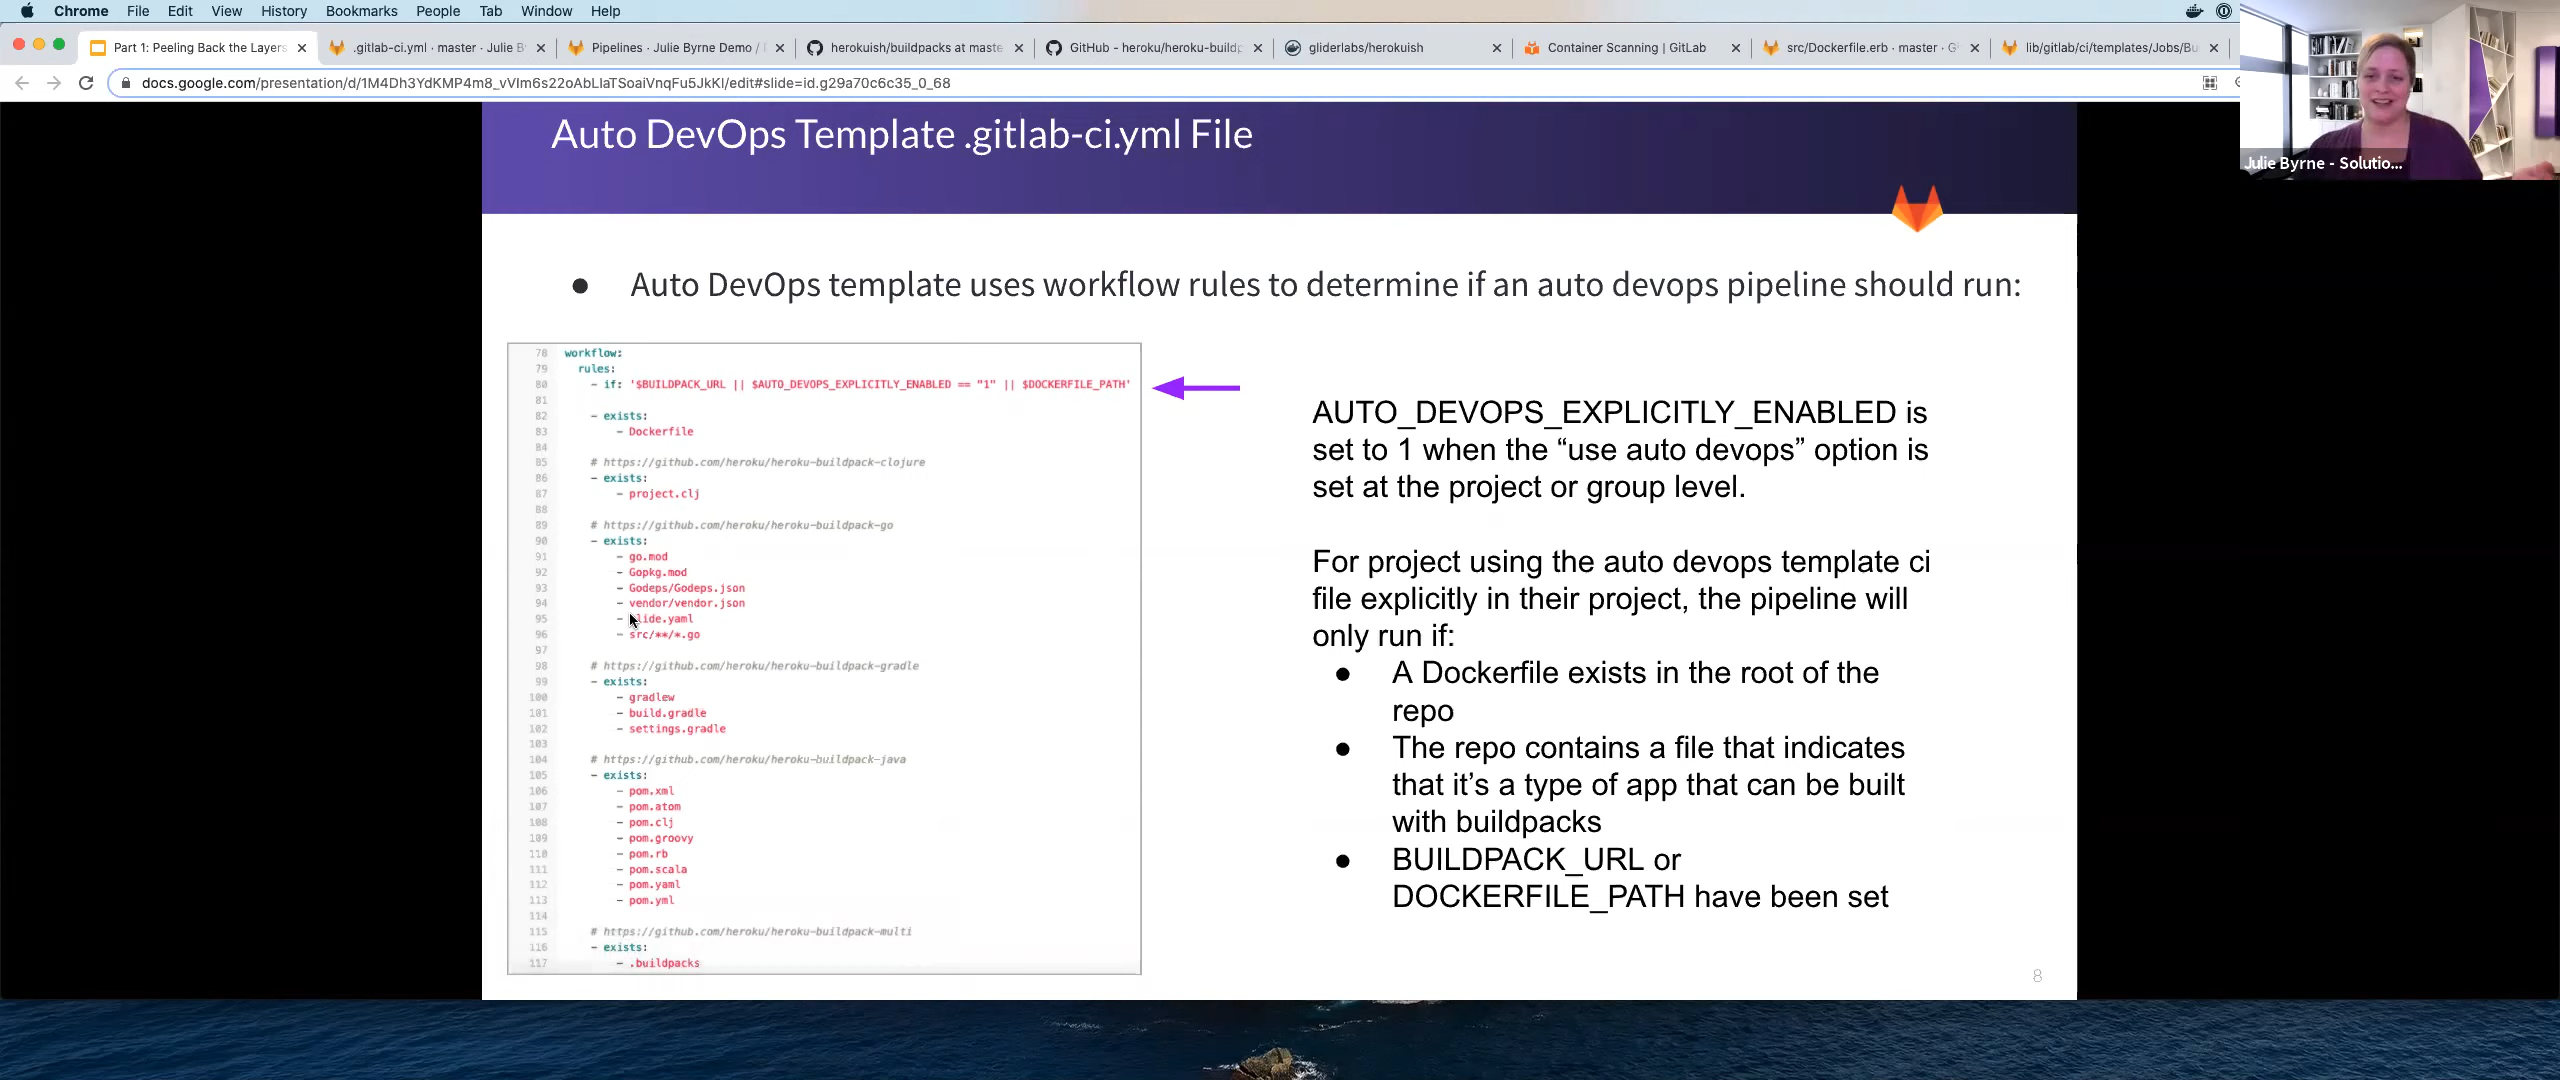 Chrome File Edit View History Bookmarks People Tab Window Help
Part 1: Peeling Back the Layers
.gitlab-ci.yml · master · Julie B
Pipelines · Julie Byrne Demo /
herokuish/buildpacks at maste
GitHub - heroku/heroku-buildp
gliderlabs/herokuish
Container Scanning | GitLab
src/Dockerfile.erb · master · G
lib/gitlab/ci/templates/Jobs/Bu
docs.google.com/presentation/d/1M4Dh3YdKMP4m8_vVIm6s22oAbLIaTSoaiVnqFu5JkKI/edit#slide=id.g29a70c6c35_0_68
Julie Byrne - Solutio...
Auto DevOps Template .gitlab-ci.yml File
● Auto DevOps template uses workflow rules to determine if an auto devops pipeline should run:
78 workflow:
79 rules:
80 - if: '$BUILDPACK_URL || $AUTO_DEVOPS_EXPLICITLY_ENABLED == "1" || $DOCKERFILE_PATH'
81
82 - exists:
83 - Dockerfile
84
85 # https://github.com/heroku/heroku-buildpack-clojure
86 - exists:
87 - project.clj
88
89 # https://github.com/heroku/heroku-buildpack-go
90 - exists:
91 - go.mod
92 - Gopkg.mod
93 - Godeps/Godeps.json
94 - vendor/vendor.json
95 - lide.yaml
96 - src/**/*.go
97
98 # https://github.com/heroku/heroku-buildpack-gradle
99 - exists:
100 - gradlew
101 - build.gradle
102 - settings.gradle
103
104 # https://github.com/heroku/heroku-buildpack-java
105 - exists:
106 - pom.xml
107 - pom.atom
108 - pom.clj
109 - pom.groovy
110 - pom.rb
111 - pom.scala
112 - pom.yaml
113 - pom.yml
114
115 # https://github.com/heroku/heroku-buildpack-multi
116 - exists:
117 - .buildpacks
AUTO_DEVOPS_EXPLICITLY_ENABLED is
set to 1 when the “use auto devops” option is
set at the project or group level.
For project using the auto devops template ci
file explicitly in their project, the pipeline will
only run if:
● A Dockerfile exists in the root of the
repo
● The repo contains a file that indicates
that it’s a type of app that can be built
with buildpacks
● BUILDPACK_URL or
DOCKERFILE_PATH have been set
8